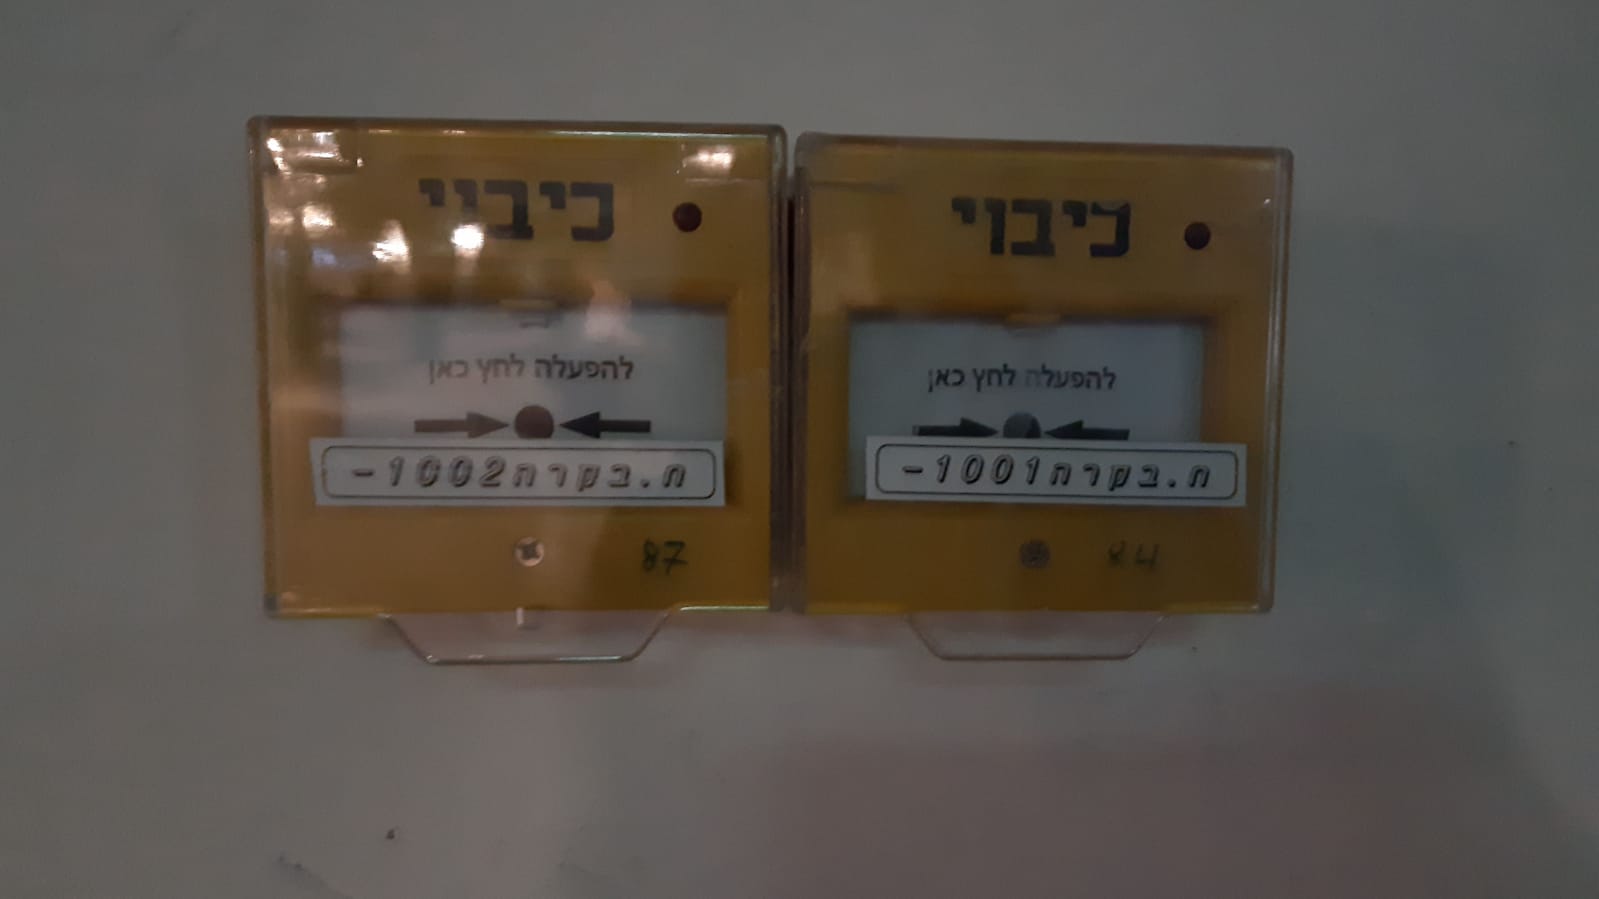 כיבוי
להפעלה לחץ כאן
ח.בקרה1001-
84
כיבוי
להפעלה לחץ כאן
ח.בקרה1002-
87